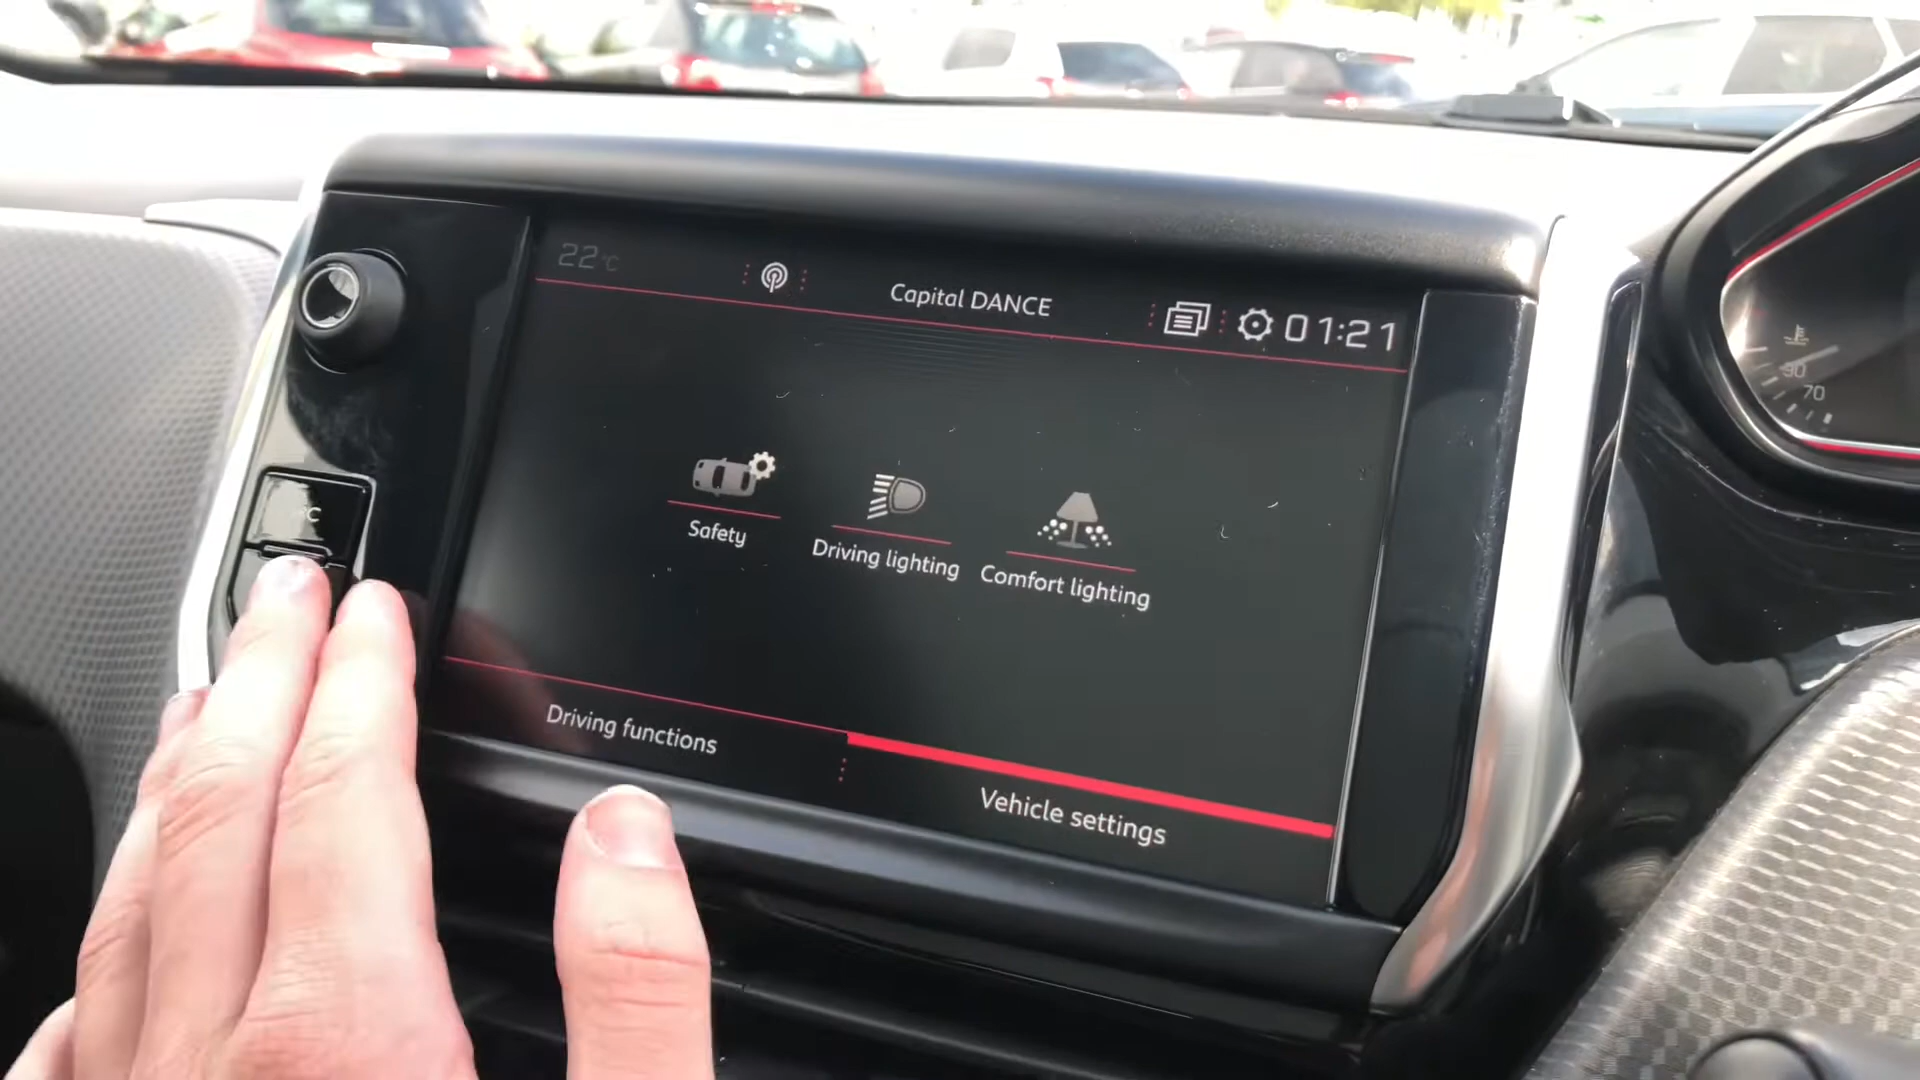 22°C
Capital DANCE
01:21
Safety
Driving lighting
Comfort lighting
Driving functions
Vehicle settings
90
70